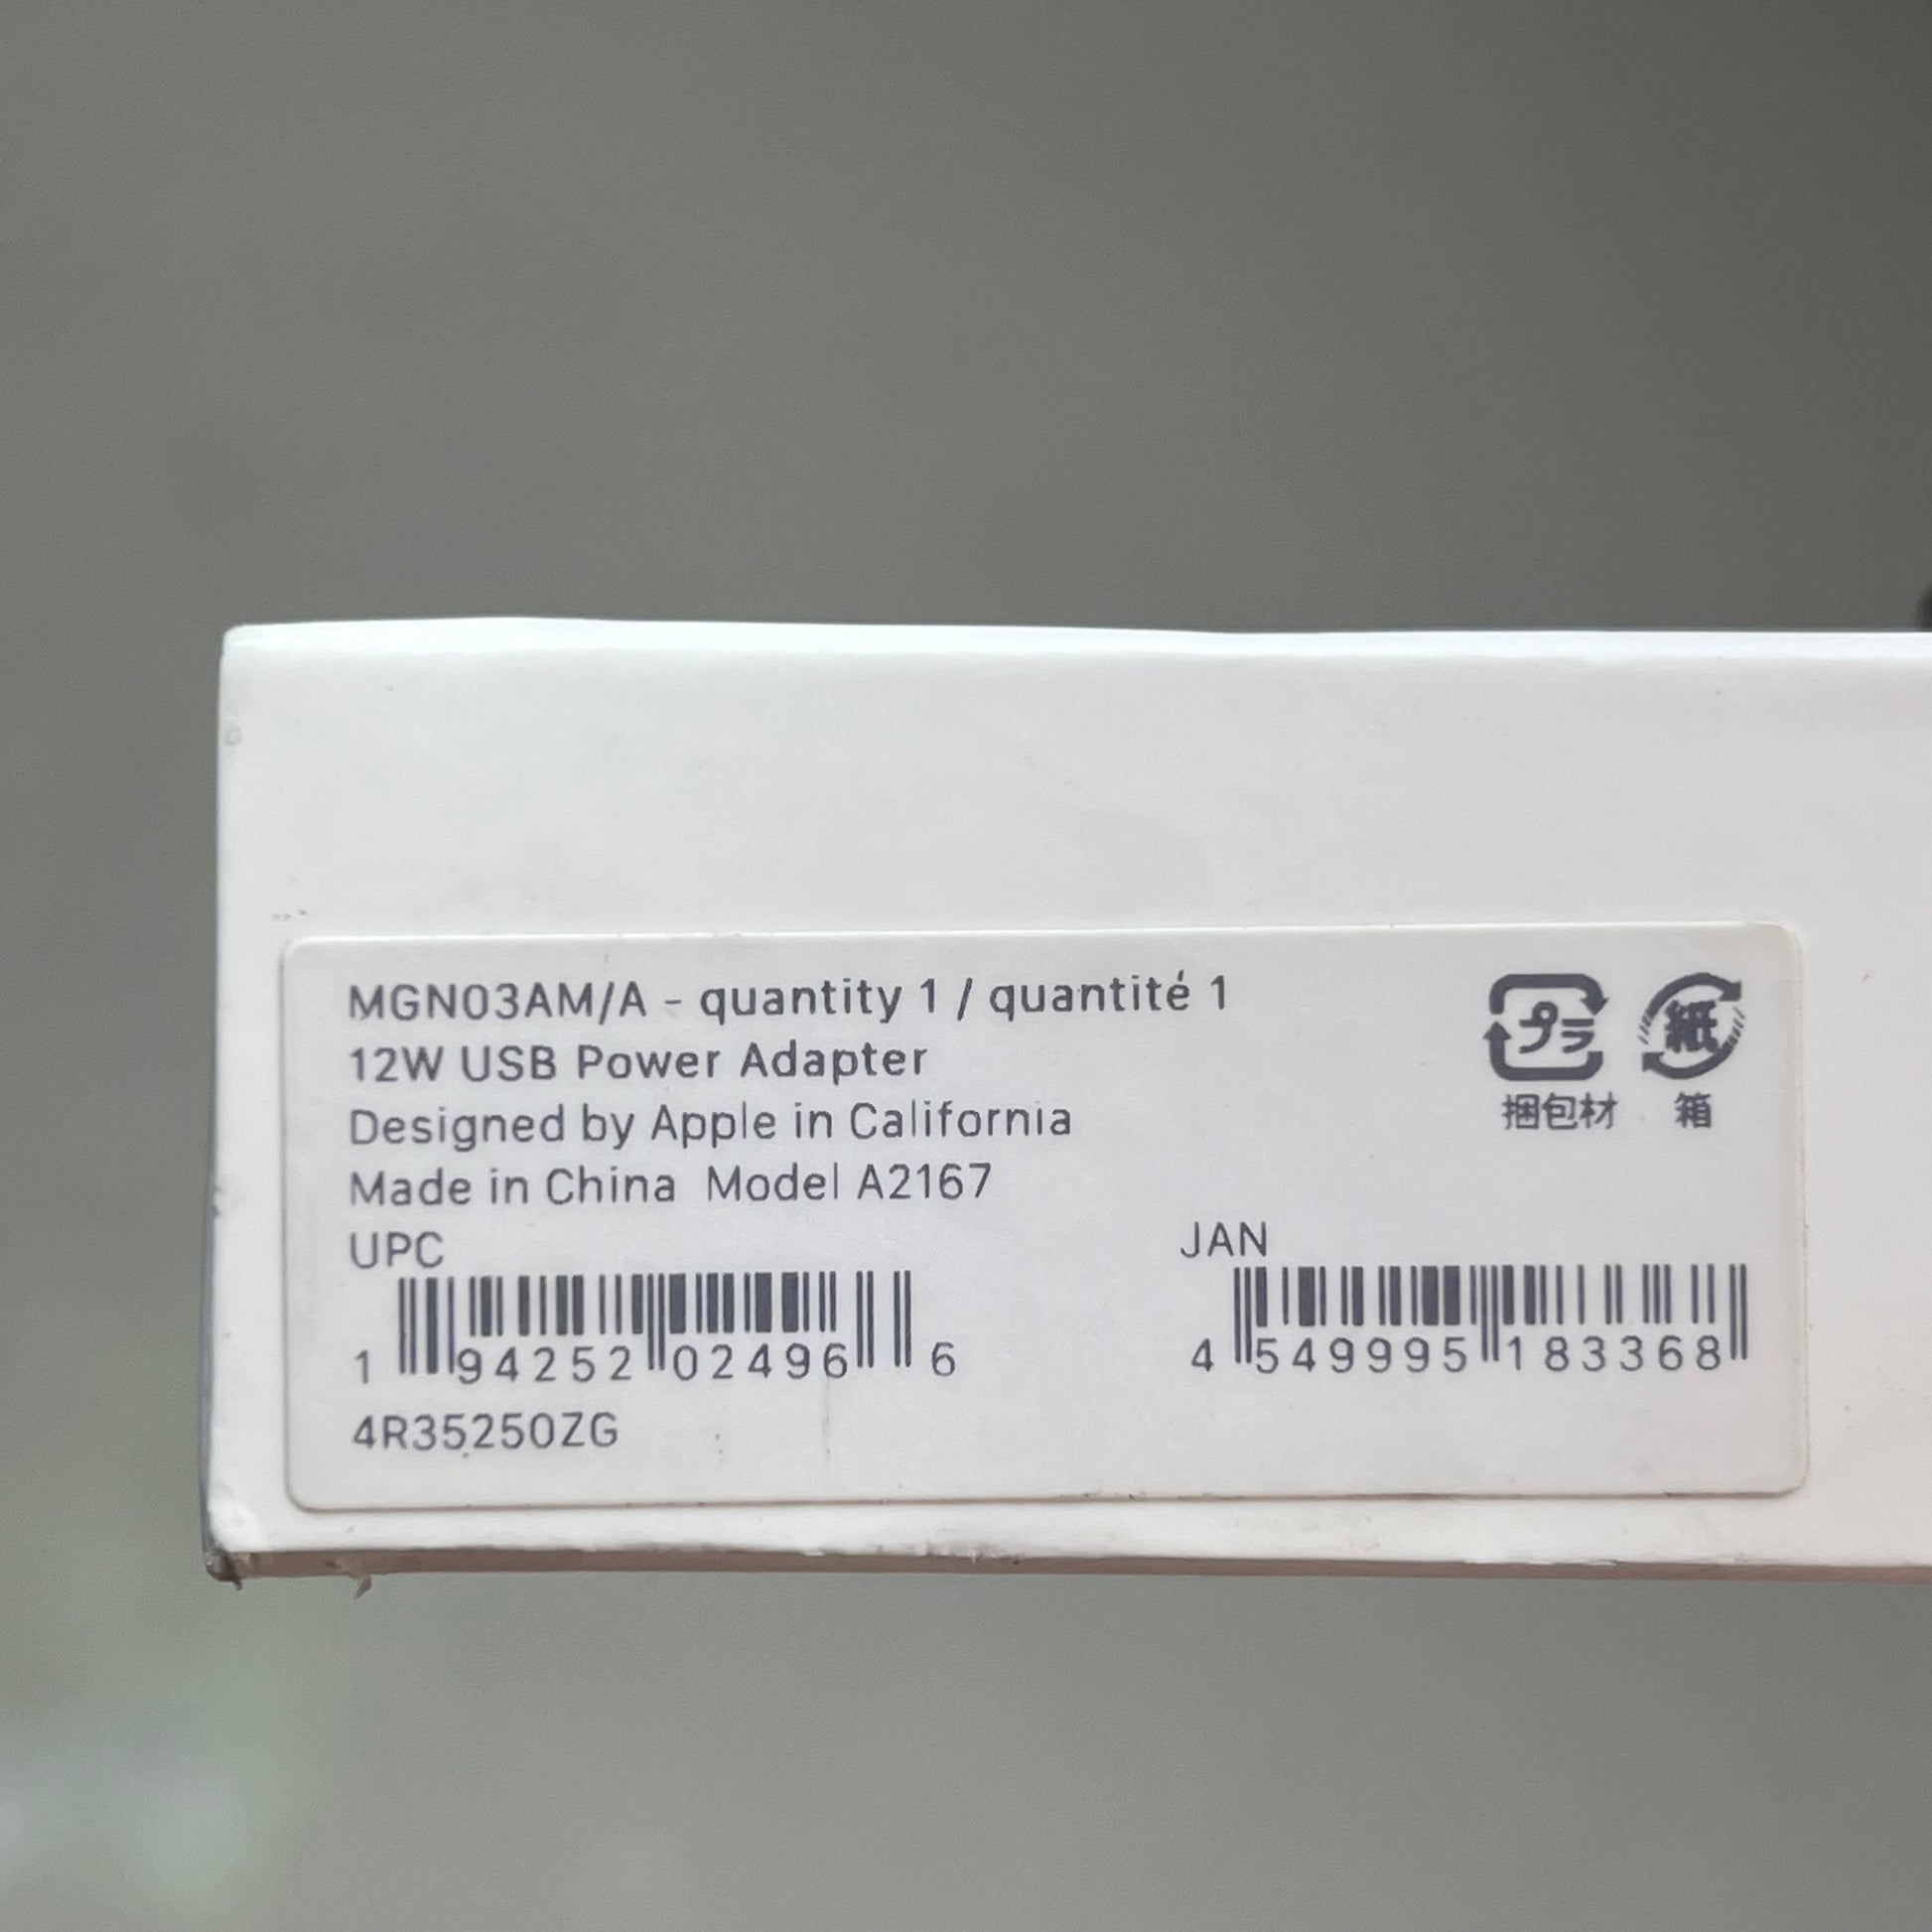 MGN03AM/A - quantity 1 / quantité 1
12W USB Power Adapter
Designed by Apple in California
Made in China Model A2167
プラ 紙
梱包材 箱
UPC JAN
1 94252 02496 6
4 549995 183368
4R35250ZG